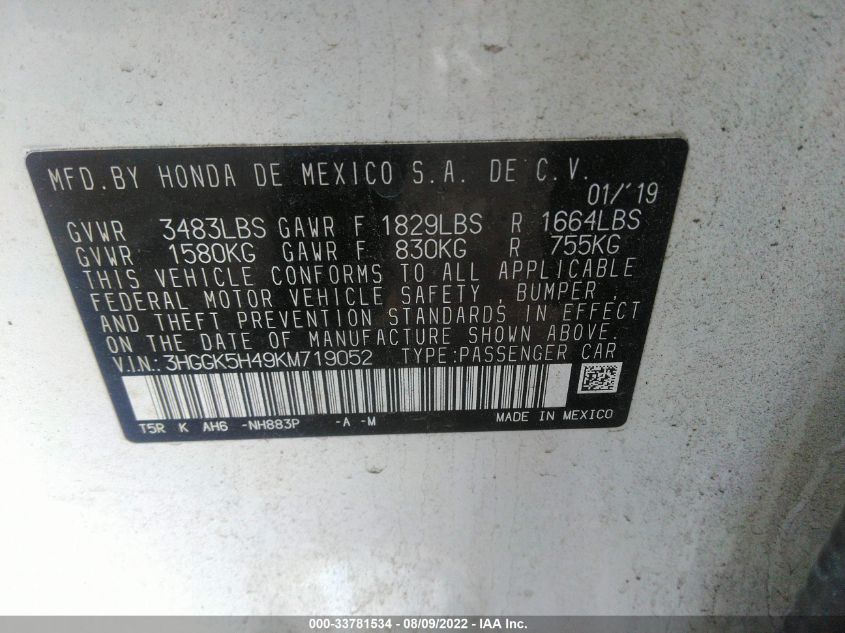 MFD.BY HONDA DE MEXICO S.A. DE C.V.
01/'19
GVWR 3483LBS GAWR F 1829LBS R 1664LBS
GVWR 1580KG GAWR F 830KG R 755KG
THIS VEHICLE CONFORMS TO ALL APPLICABLE
FEDERAL MOTOR VEHICLE SAFETY, BUMPER,
AND THEFT PREVENTION STANDARDS IN EFFECT
ON THE DATE OF MANUFACTURE SHOWN ABOVE.
V.I.N.:3HGGK5H49KM719052 TYPE:PASSENGER CAR
T5R K AH6 -NH883P -A -M MADE IN MEXICO
000-33781534 - 08/09/2022 - IAA Inc.